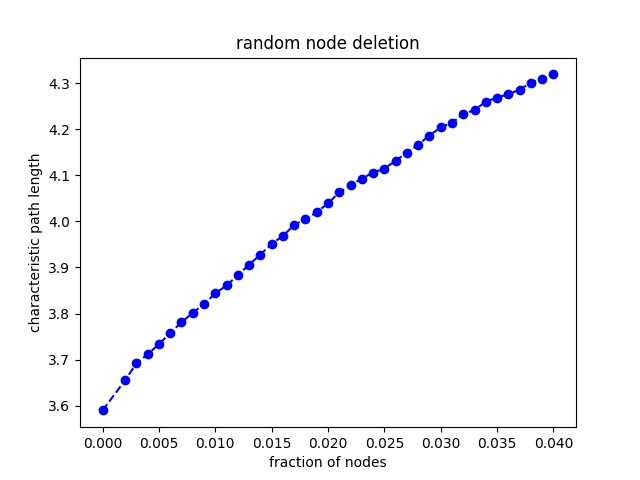 random node deletion
characteristic path length
4.3
4.2
4.1
4.0
3.9
3.8
3.7
3.6
0.000 0.005 0.010 0.015 0.020 0.025 0.030 0.035 0.040
fraction of nodes